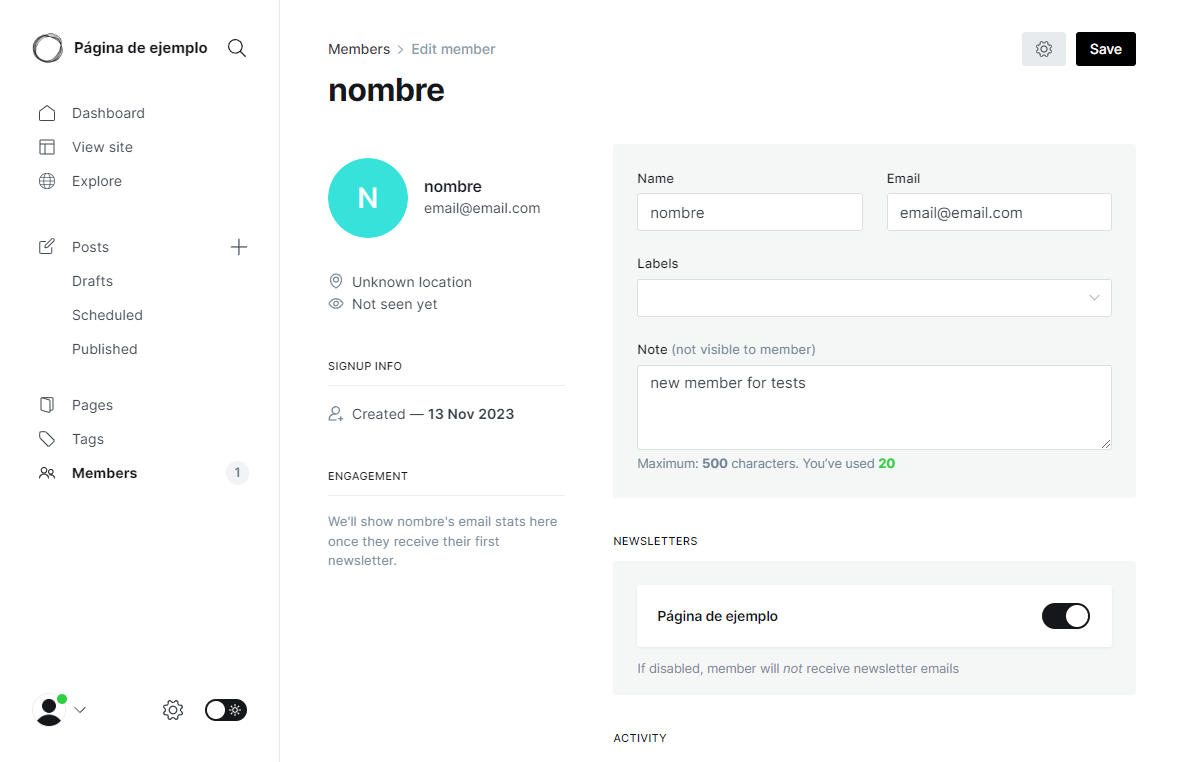 Página de ejemplo
Dashboard
View site
Explore
Posts
Drafts
Scheduled
Published
Pages
Tags
Members 1
Members > Edit member
Save
nombre
N
nombre
email@email.com
Unknown location
Not seen yet
SIGNUP INFO
Created — 13 Nov 2023
ENGAGEMENT
We'll show nombre's email stats here
once they receive their first
newsletter.
Name
nombre
Email
email@email.com
Labels
Note (not visible to member)
new member for tests
Maximum: 500 characters. You've used 20
NEWSLETTERS
Página de ejemplo
If disabled, member will not receive newsletter emails
ACTIVITY